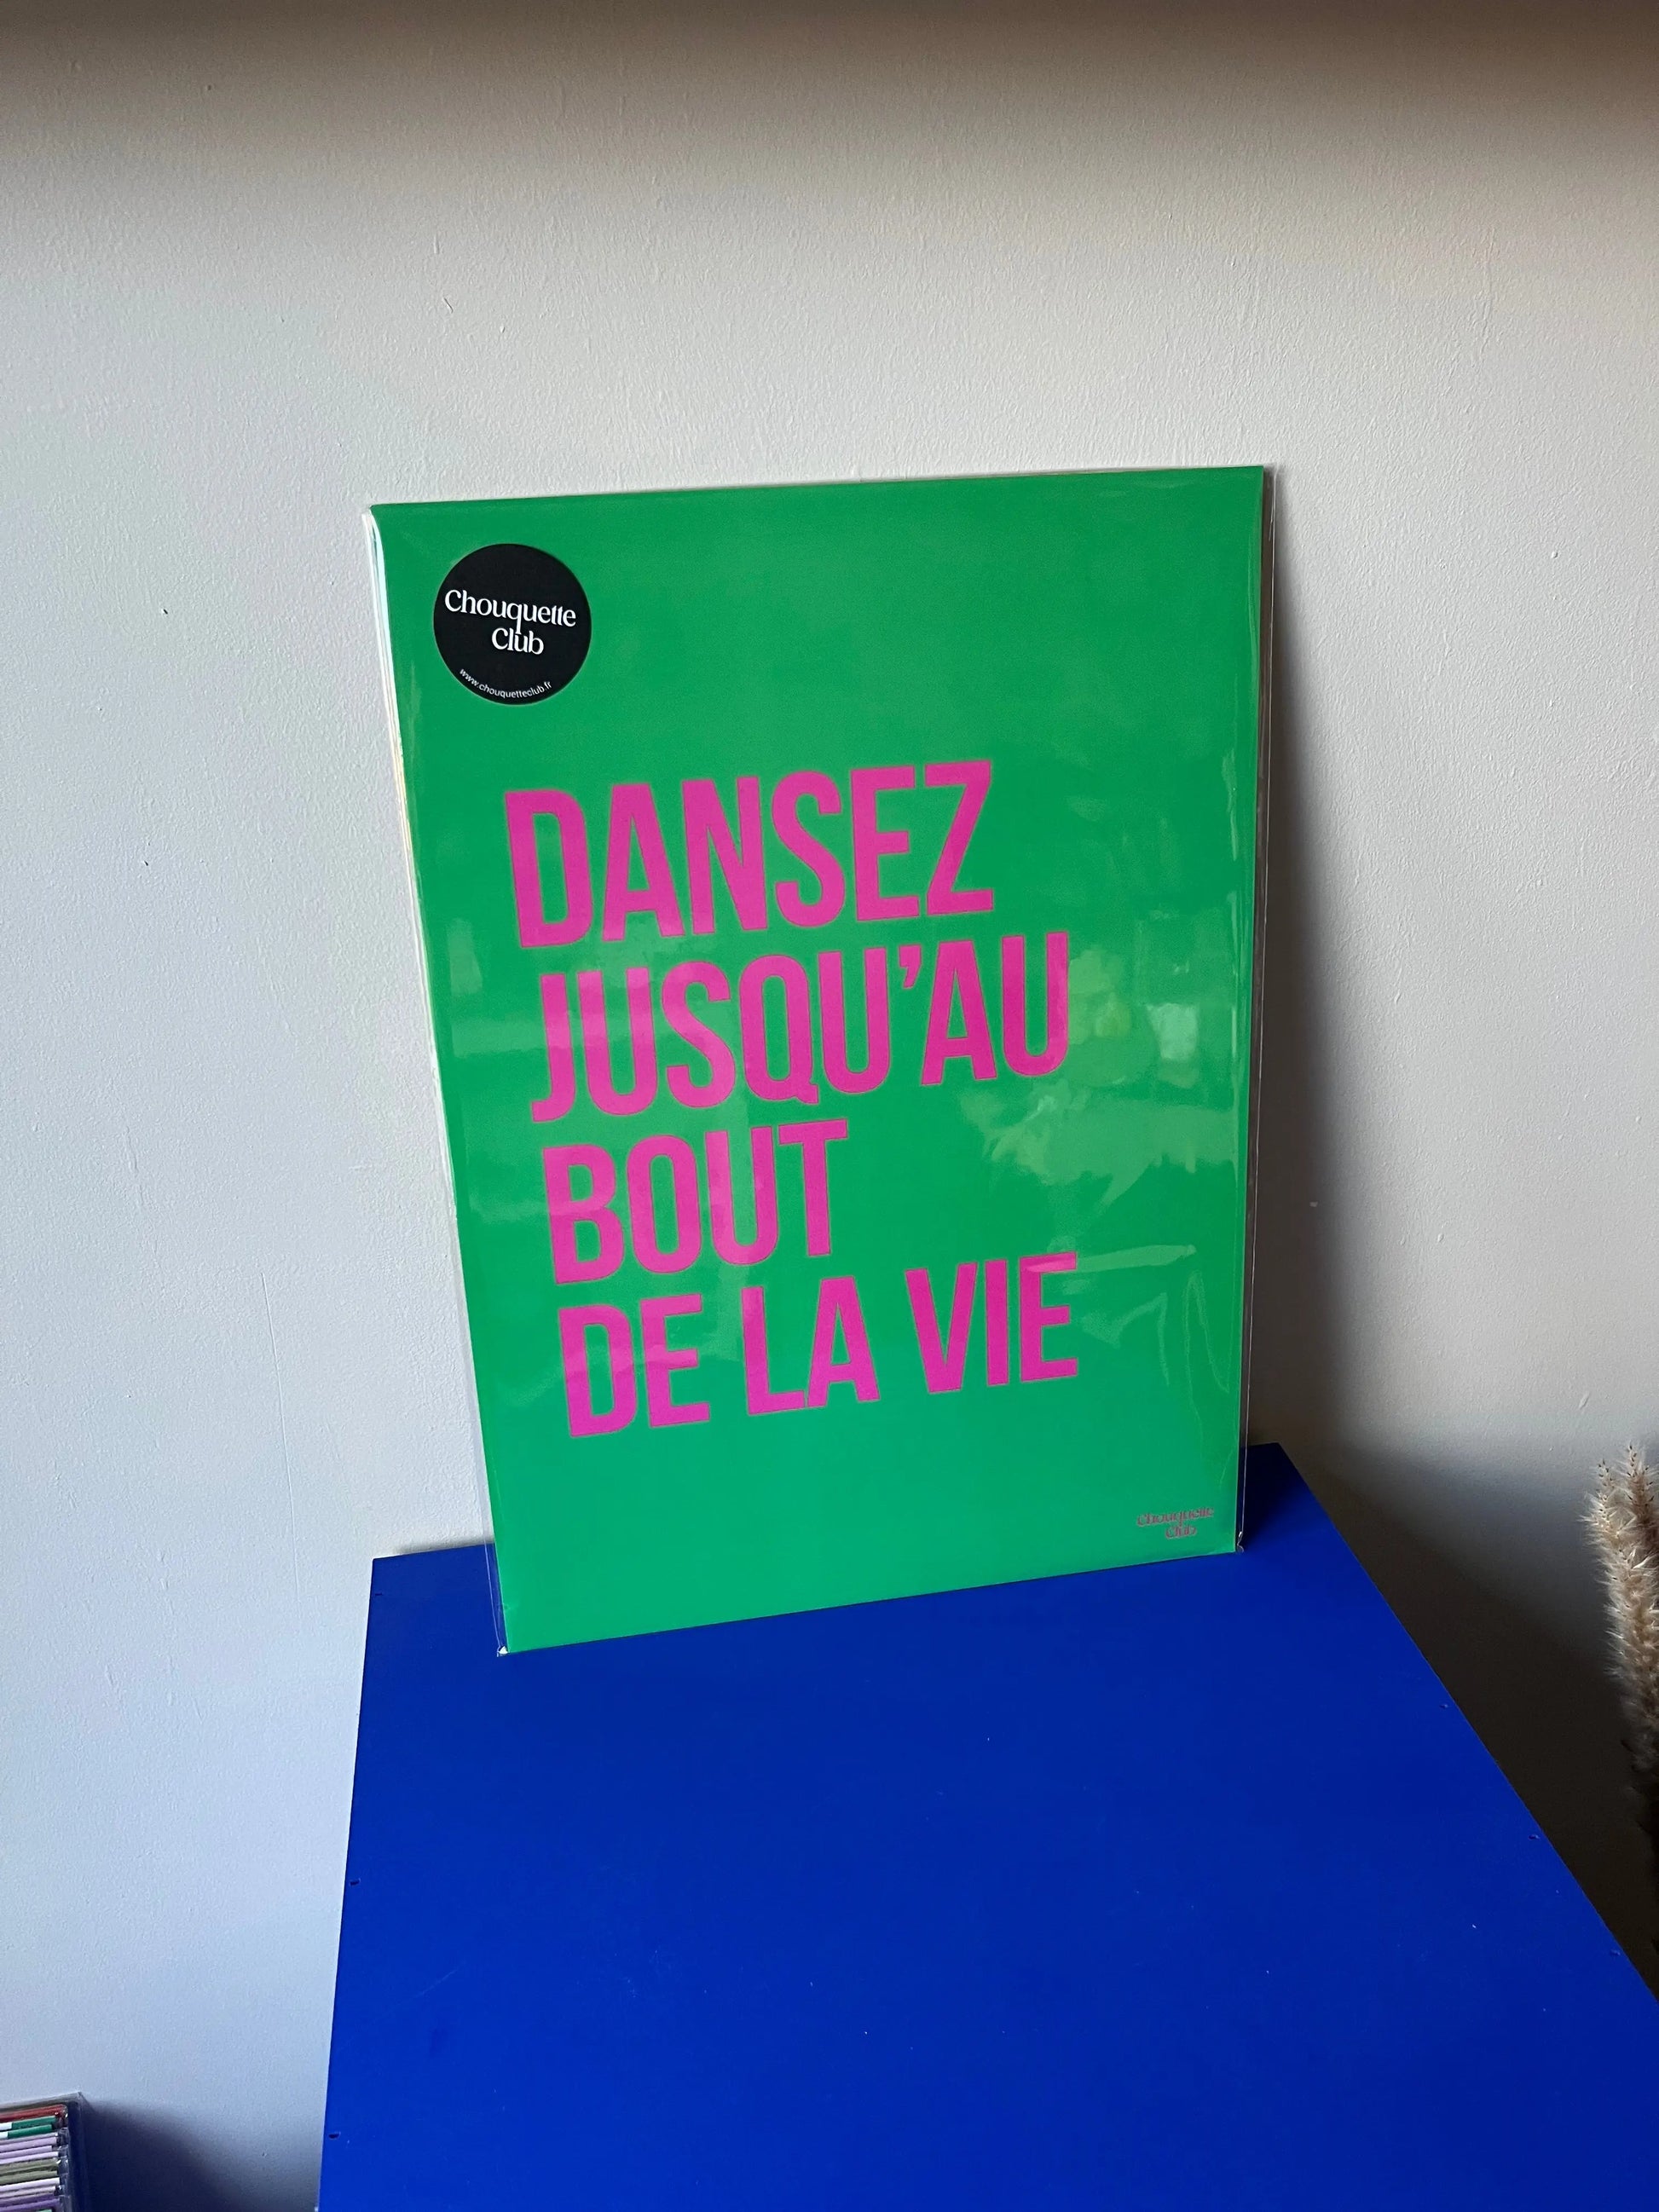 Chouquette
Club
www.chouquetteclub.fr
DANSEZ
JUSQU'AU
BOUT
DE LA VIE
Chouquette
Club